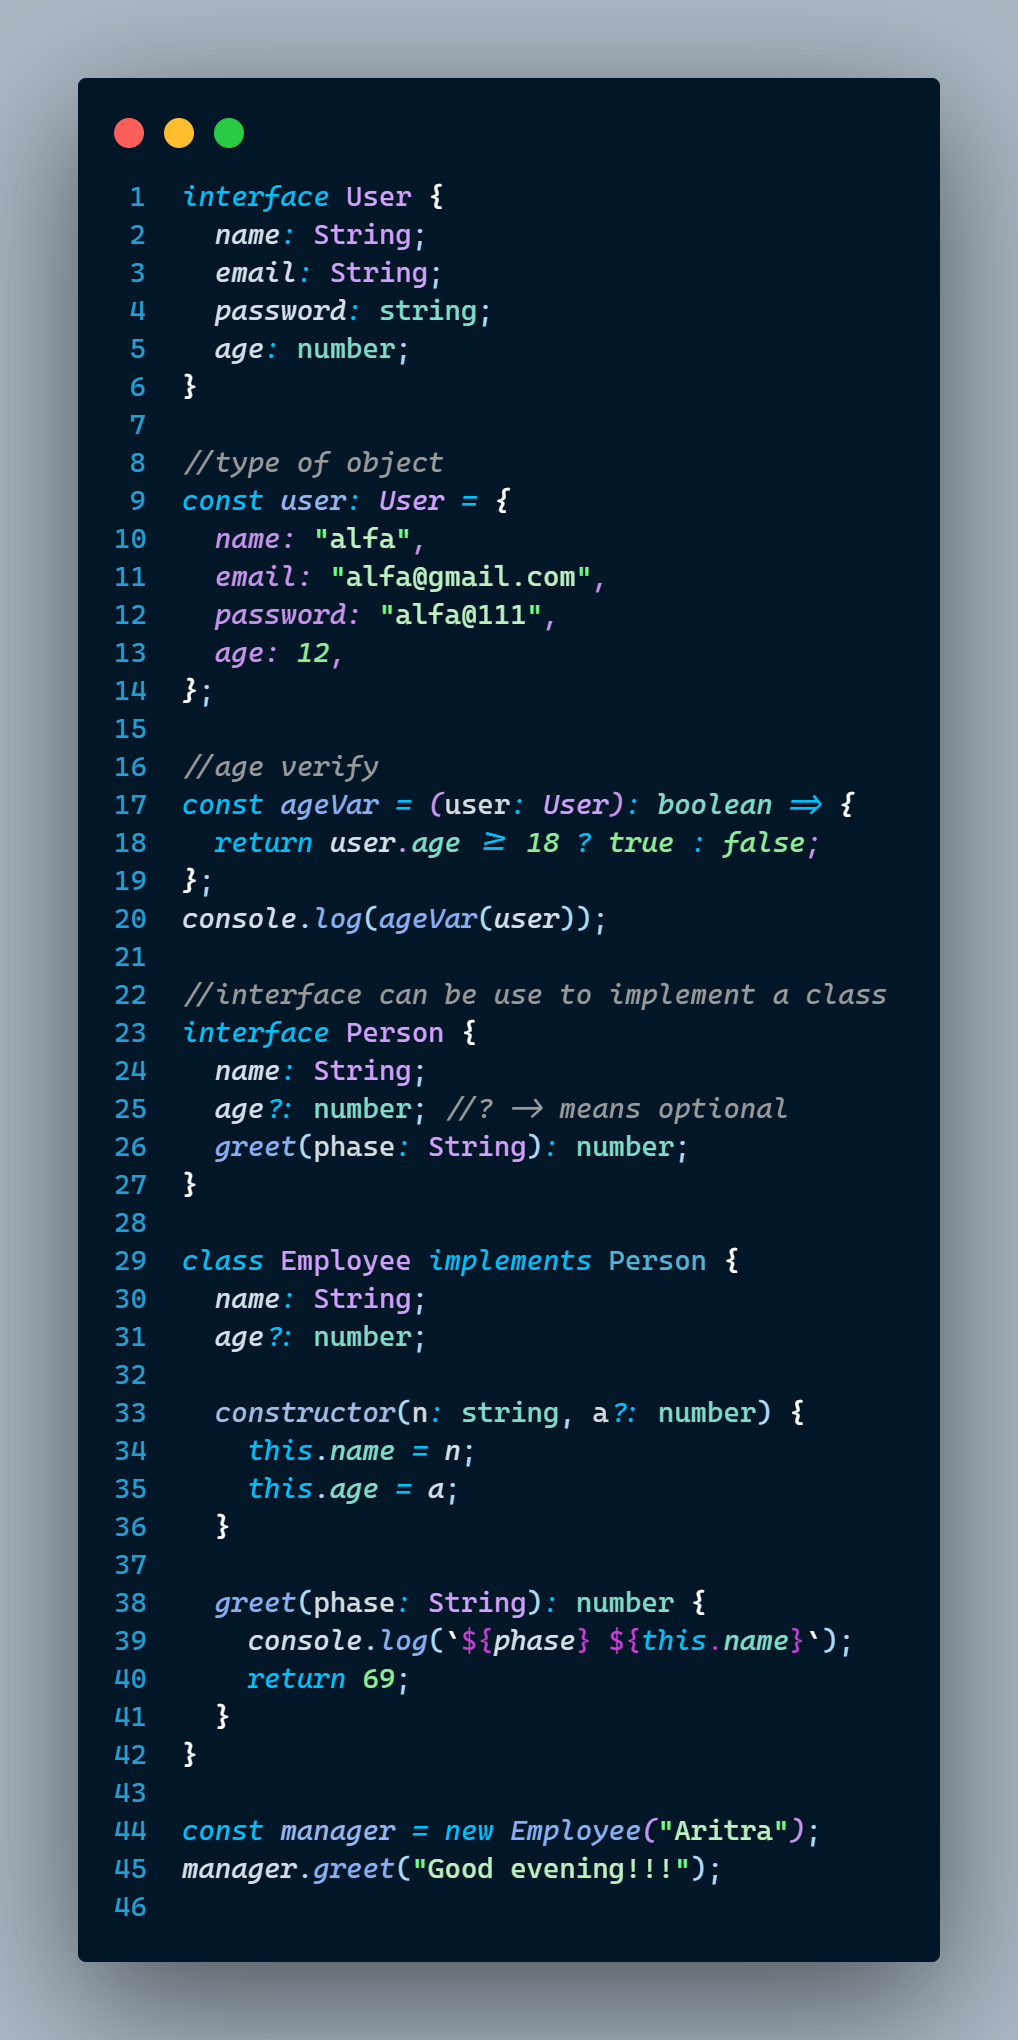 1 interface User {
2   name: String;
3   email: String;
4   password: string;
5   age: number;
6 }
7
8 //type of object
9 const user: User = {
10   name: "alfa",
11   email: "alfa@gmail.com",
12   password: "alfa@111",
13   age: 12,
14 };
15
16 //age verify
17 const ageVar = (user: User): boolean => {
18   return user.age >= 18 ? true : false;
19 };
20 console.log(ageVar(user));
21
22 //interface can be use to implement a class
23 interface Person {
24   name: String;
25   age?: number; //? -> means optional
26   greet(phase: String): number;
27 }
28
29 class Employee implements Person {
30   name: String;
31   age?: number;
32
33   constructor(n: string, a?: number) {
34     this.name = n;
35     this.age = a;
36   }
37
38   greet(phase: String): number {
39     console.log(`${phase} ${this.name}`);
40     return 69;
41   }
42 }
43
44 const manager = new Employee("Aritra");
45 manager.greet("Good evening!!!");
46